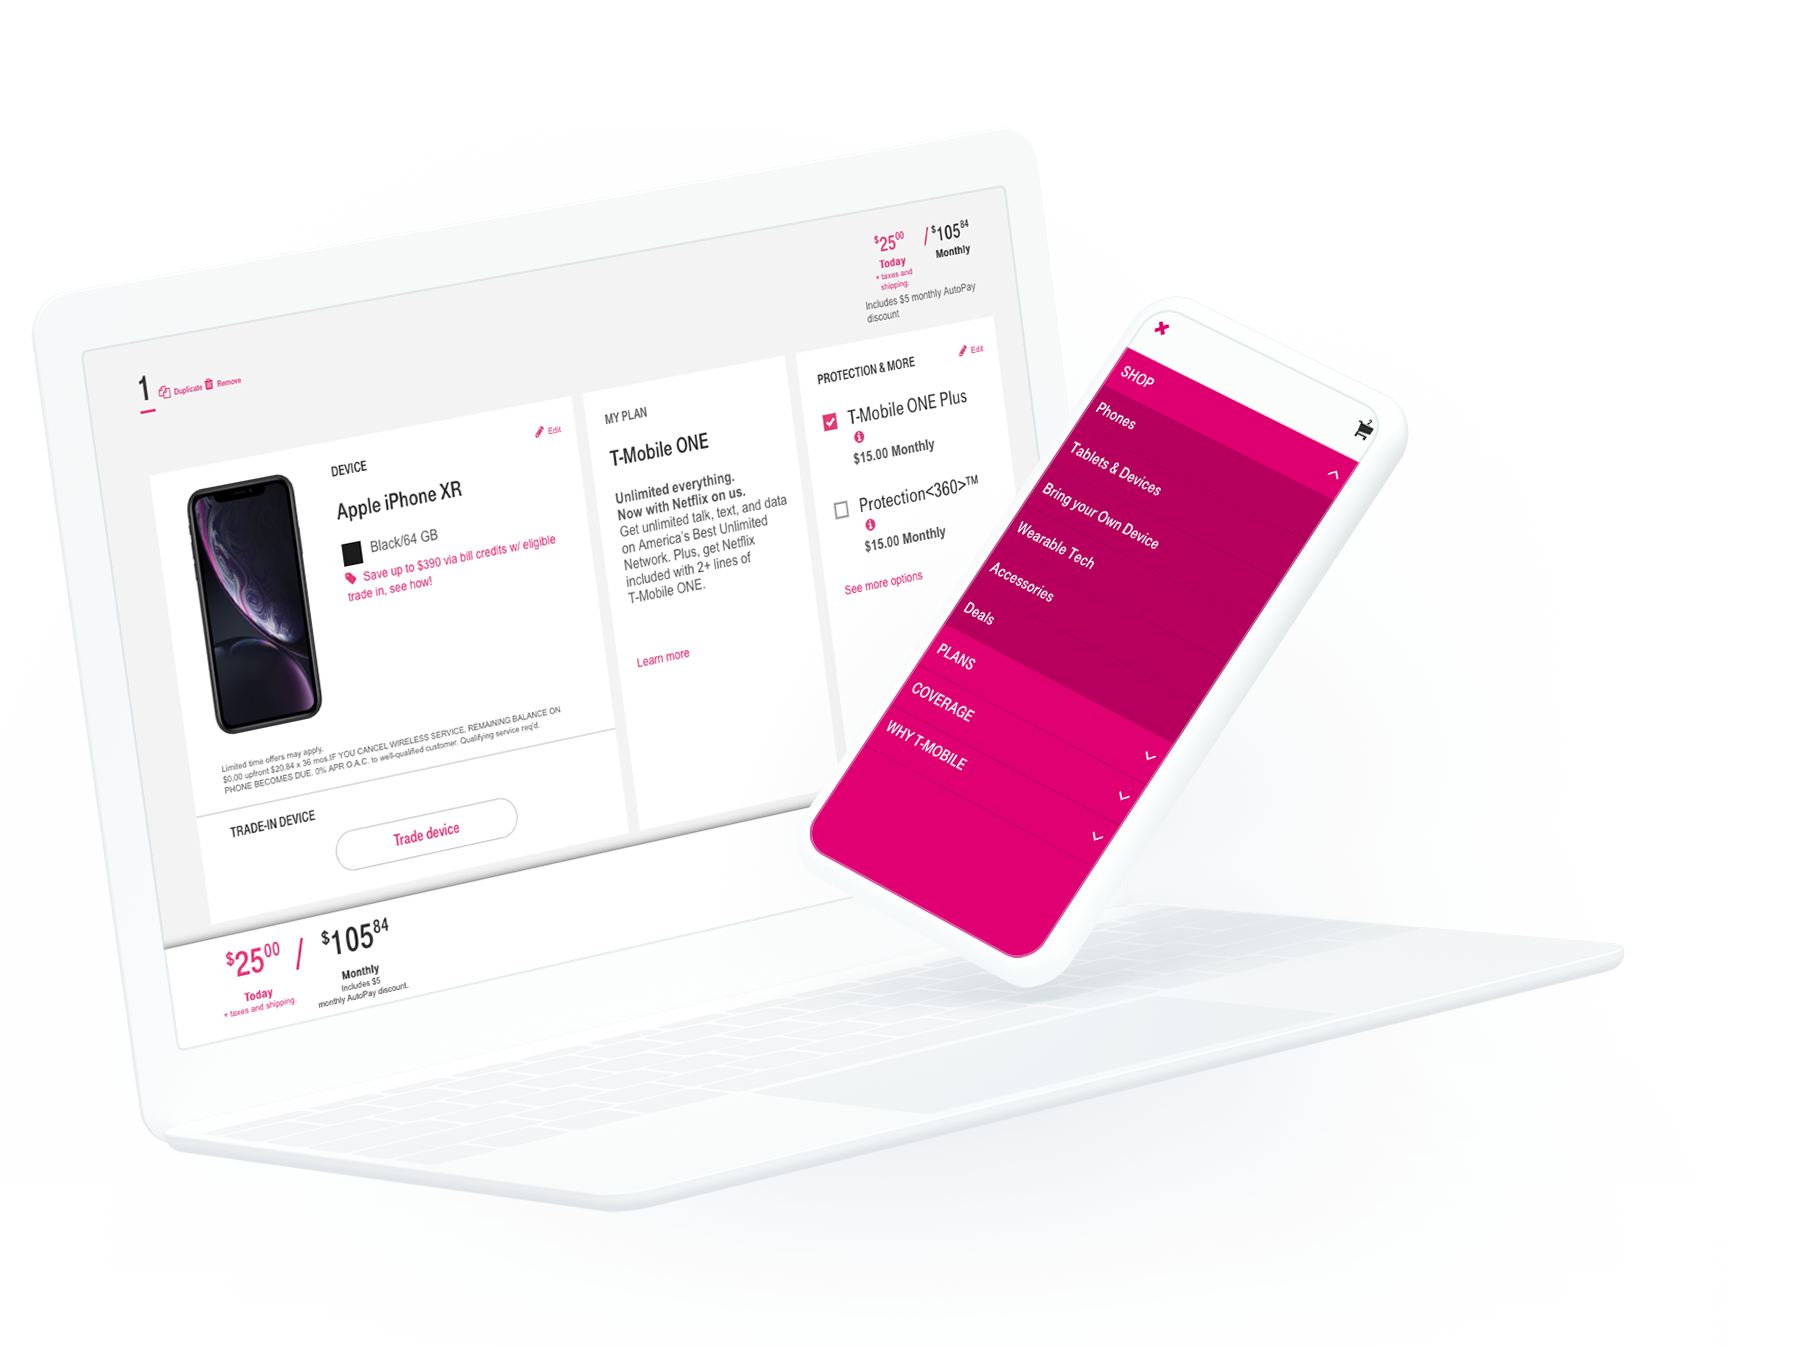 $25.00 / $105.84
Today Monthly
+ taxes and
shipping.
Includes $5 monthly AutoPay
discount
1 Duplicate Remove
Edit
DEVICE
Apple iPhone XR
Black/64 GB
Save up to $390 via bill credits w/ eligible
trade in, see how!
Limited time offers may apply.
$0.00 upfront $20.84 x 36 mos.IF YOU CANCEL WIRELESS SERVICE, REMAINING BALANCE ON
PHONE BECOMES DUE. 0% APR O.A.C. to well-qualified customer. Qualifying service req'd.
TRADE-IN DEVICE
Trade device
MY PLAN
T-Mobile ONE
Unlimited everything.
Now with Netflix on us.
Get unlimited talk, text, and data
on America's Best Unlimited
Network. Plus, get Netflix
included with 2+ lines of
T-Mobile ONE.
Learn more
PROTECTION & MORE
Edit
T-Mobile ONE Plus
$15.00 Monthly
Protection<360>™
$15.00 Monthly
See more options
$25.00 / $105.84
Today
+ taxes and shipping.
Monthly
Includes $5
monthly AutoPay discount.
2
SHOP
Phones
Tablets & Devices
Bring your Own Device
Wearable Tech
Accessories
Deals
PLANS
COVERAGE
WHY T-MOBILE